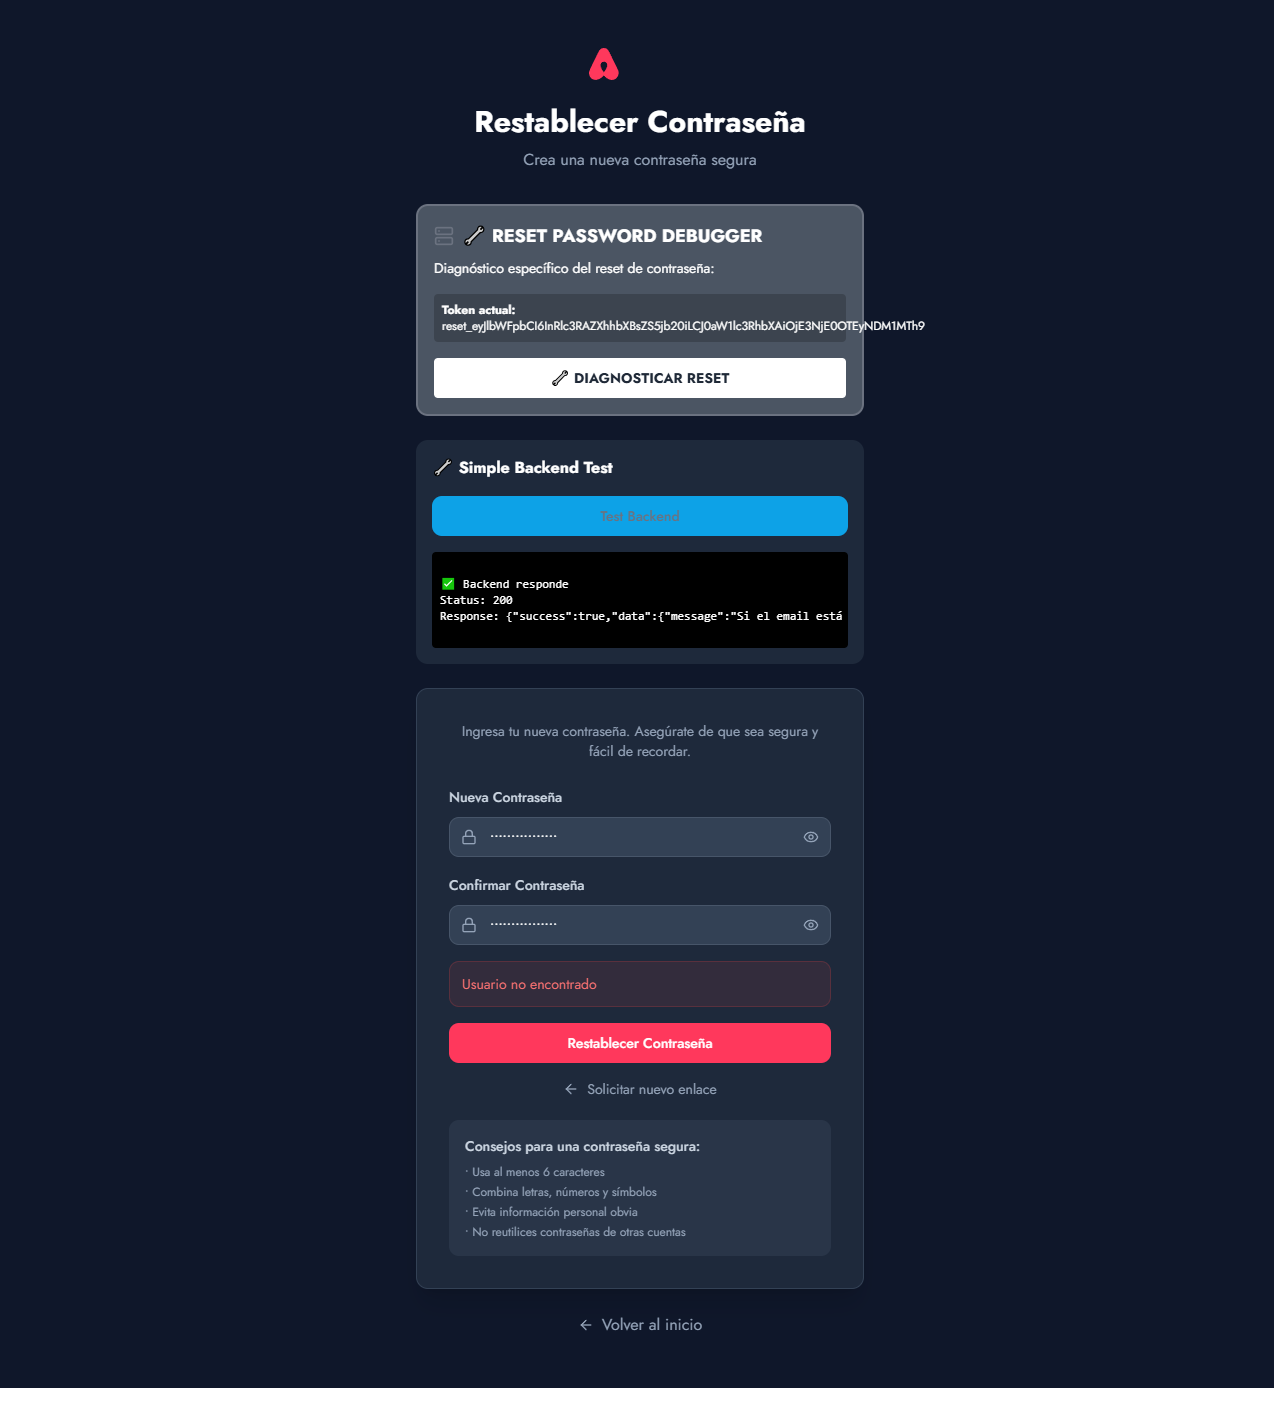 Restablecer Contraseña
Crea una nueva contraseña segura
RESET PASSWORD DEBUGGER
Diagnóstico específico del reset de contraseña:
Token actual:
reset_eyJlbWFpbCI6InRlc3RAZXhhbXBsZS5jb20iLCJ0aW1lc3RhbXAiOjE3NjE0OTEyNDM1MTh9
DIAGNOSTICAR RESET
Simple Backend Test
Test Backend
✅ Backend responde
Status: 200
Response: {"success":true,"data":{"message":"Si el email está
Ingresa tu nueva contraseña. Asegúrate de que sea segura y
fácil de recordar.
Nueva Contraseña
················
Confirmar Contraseña
················
Usuario no encontrado
Restablecer Contraseña
← Solicitar nuevo enlace
Consejos para una contraseña segura:
· Usa al menos 6 caracteres
· Combina letras, números y símbolos
· Evita información personal obvia
· No reutilices contraseñas de otras cuentas
← Volver al inicio